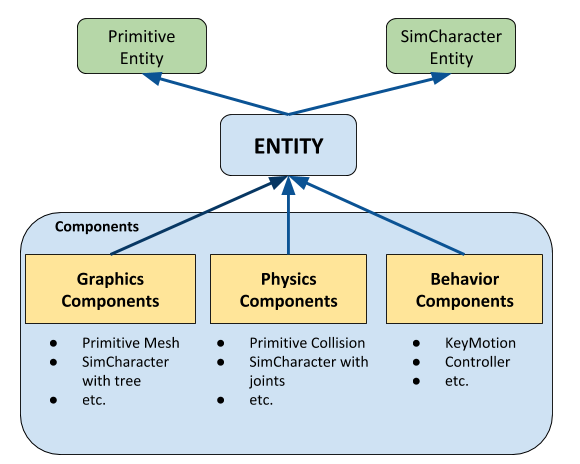 Primitive
Entity
SimCharacter
Entity
ENTITY
Components
Graphics
Components
● Primitive Mesh
● SimCharacter
with tree
● etc.
Physics
Components
● Primitive Collision
● SimCharacter with
joints
● etc.
Behavior
Components
● KeyMotion
● Controller
● etc.